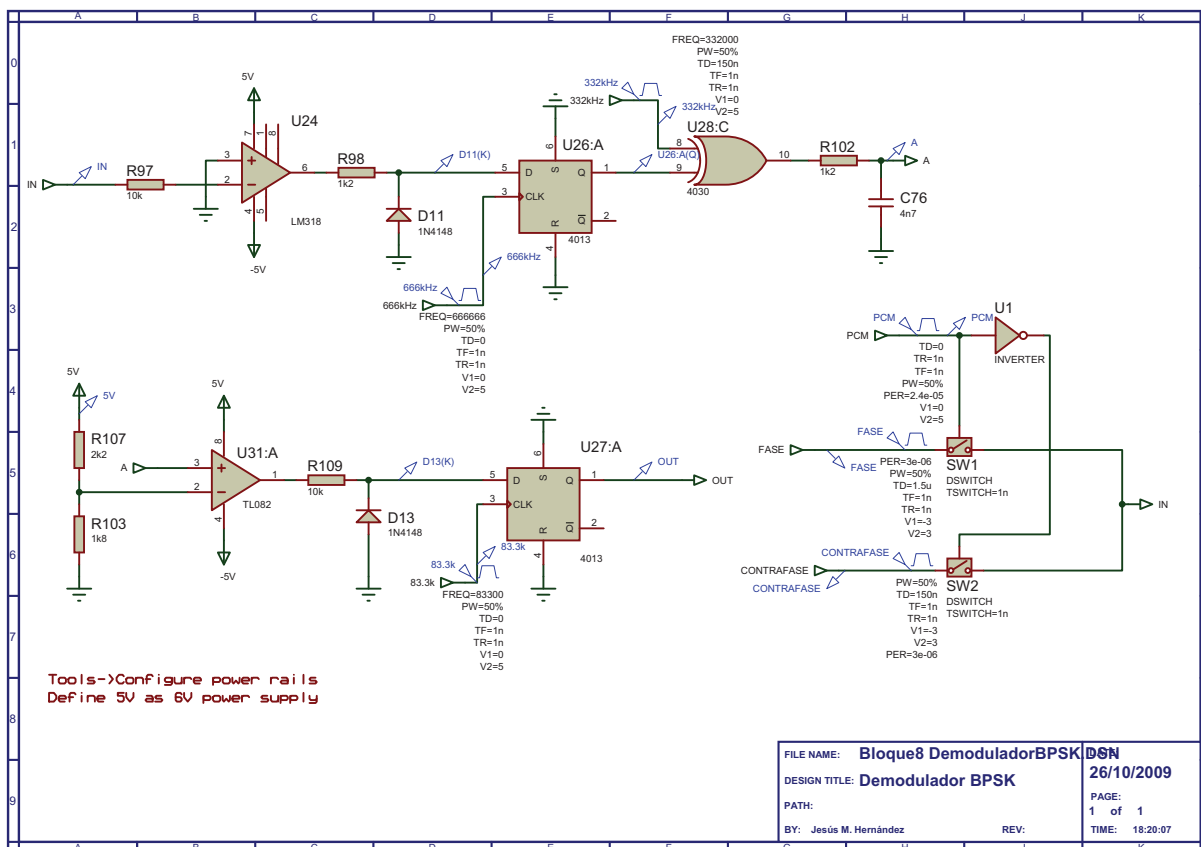 A B C D E F G H J K
0
1
2
3
4
5
6
7
8
9
FREQ=332000
PW=50%
TD=150n
TF=1n
TR=1n
V1=0
V2=5
332kHz
332kHz
332kHz
5V
U24
7
1
8
3
2
6
4
5
LM318
-5V
IN
IN
R97
10k
R98
1k2
D11(K)
D11
1N4148
U26:A
6
5
D
S
Q
1
3
CLK
R
QI
2
4
4013
U26:A(Q)
U28:C
8
9
10
4030
R102
1k2
A
A
C76
4n7
666kHz
666kHz
666kHz
FREQ=666666
PW=50%
TD=0
TF=1n
TR=1n
V1=0
V2=5
PCM
PCM
PCM
U1
INVERTER
TD=0
TR=1n
TF=1n
PW=50%
PER=2.4e-05
V1=0
V2=5
FASE
FASE
FASE
SW1
DSWITCH
TSWITCH=1n
PER=3e-06
PW=50%
TD=1.5u
TF=1n
TR=1n
V1=-3
V2=3
IN
CONTRAFASE
CONTRAFASE
CONTRAFASE
SW2
DSWITCH
TSWITCH=1n
PW=50%
TD=150n
TF=1n
TR=1n
V1=-3
V2=3
PER=3e-06
5V
5V
R107
2k2
R103
1k8
A
5V
U31:A
8
3
2
1
4
TL082
-5V
R109
10k
D13(K)
D13
1N4148
U27:A
6
5
D
S
Q
1
3
CLK
R
QI
2
4
4013
OUT
OUT
83.3k
83.3k
83.3k
FREQ=83300
PW=50%
TD=0
TF=1n
TR=1n
V1=0
V2=5
Tools->Configure power rails
Define 5V as 6V power supply
FILE NAME: Bloque8 DemoduladorBPSK.DSN
DESIGN TITLE: Demodulador BPSK
PATH:
BY: Jesús M. Hernández REV:
DATE:
26/10/2009
PAGE:
1 of 1
TIME: 18:20:07
A B C D E F G H J K